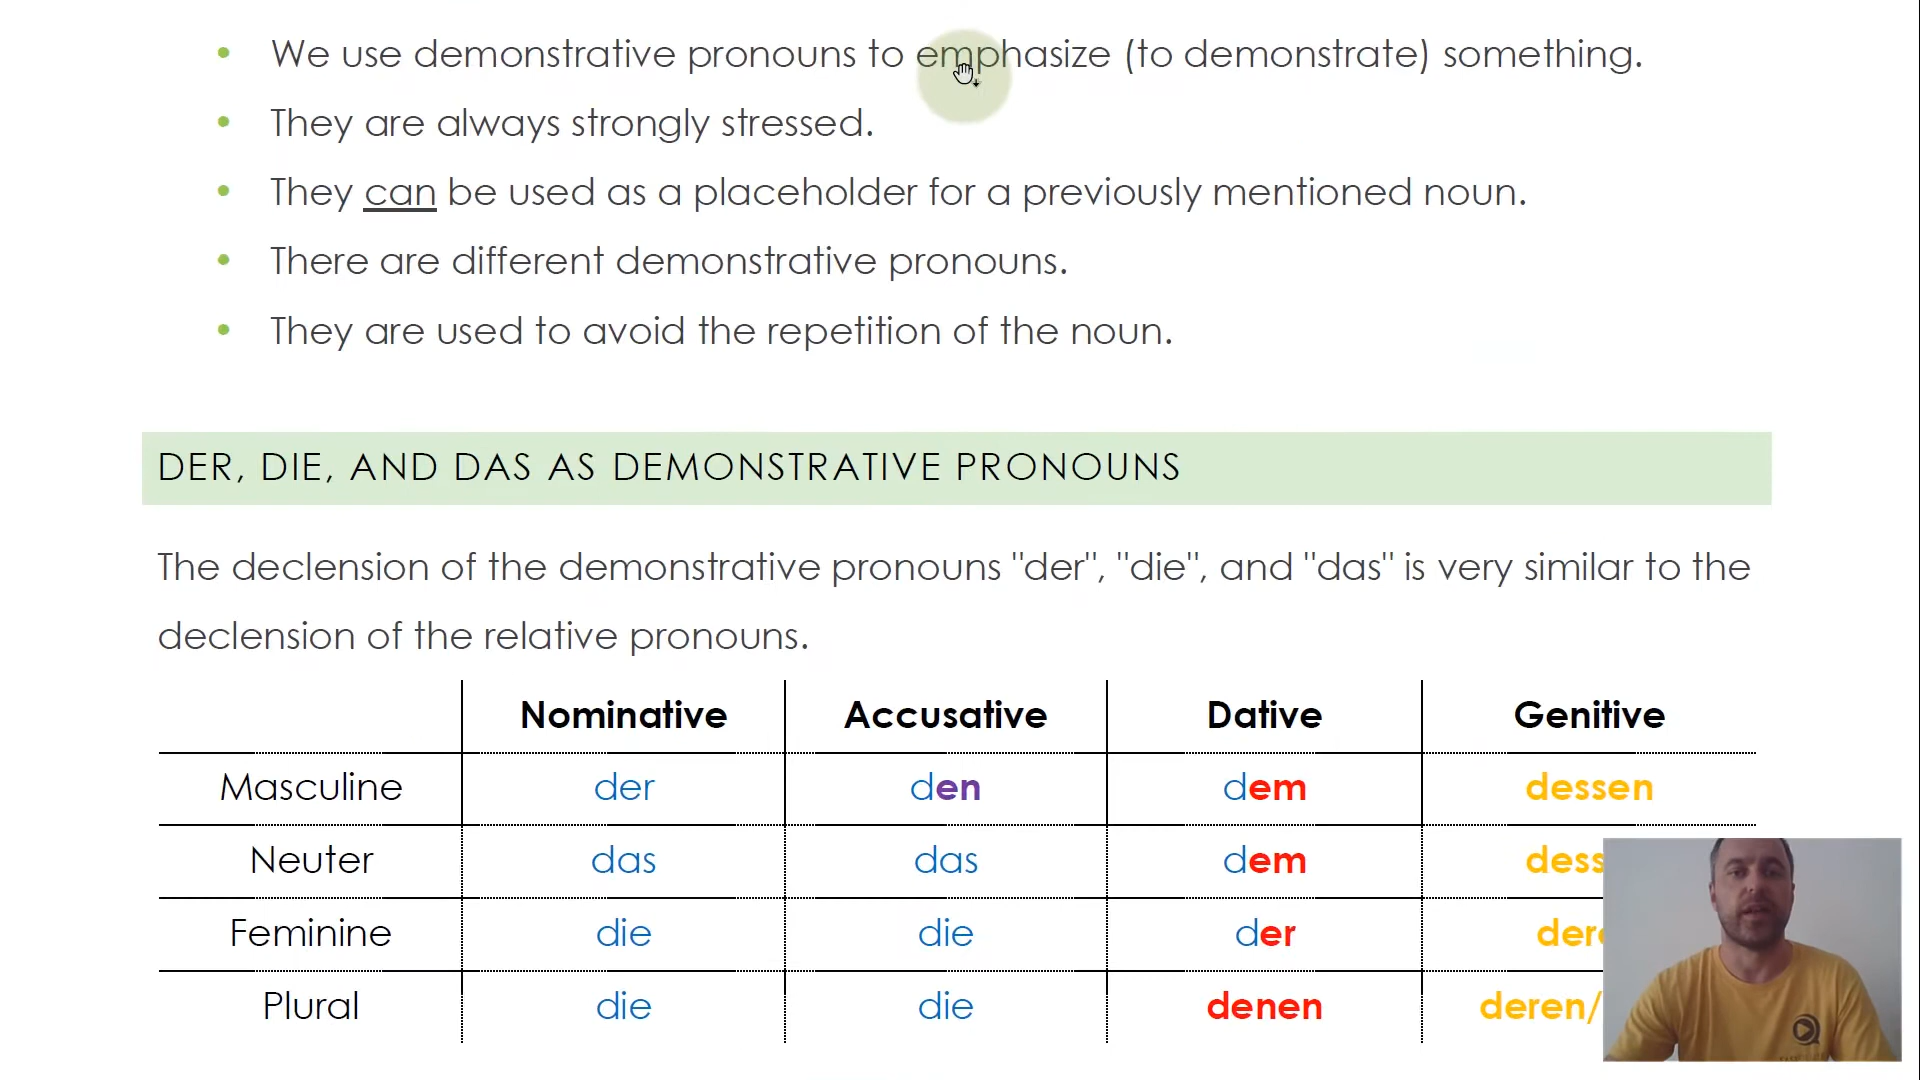 We use demonstrative pronouns to emphasize (to demonstrate) something.
They are always strongly stressed.
They can be used as a placeholder for a previously mentioned noun.
There are different demonstrative pronouns.
They are used to avoid the repetition of the noun.
DER, DIE, AND DAS AS DEMONSTRATIVE PRONOUNS
The declension of the demonstrative pronouns "der", "die", and "das" is very similar to the
declension of the relative pronouns.
Nominative Accusative Dative Genitive
Masculine der den dem dessen
Neuter das das dem
Feminine die die der
Plural die die denen deren/